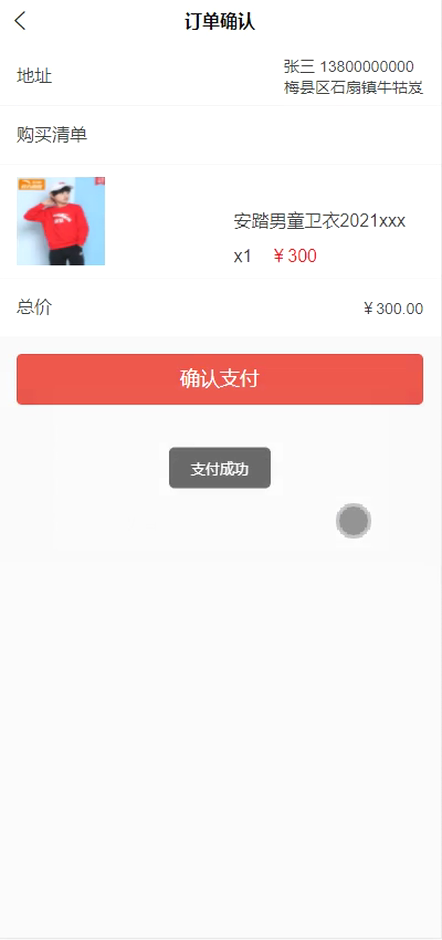 订单确认
地址
张三 13800000000
梅县区石扇镇牛牯岌
购买清单
安踏男童卫衣2021xxx
x1 ￥300
总价
￥300.00
确认支付
支付成功